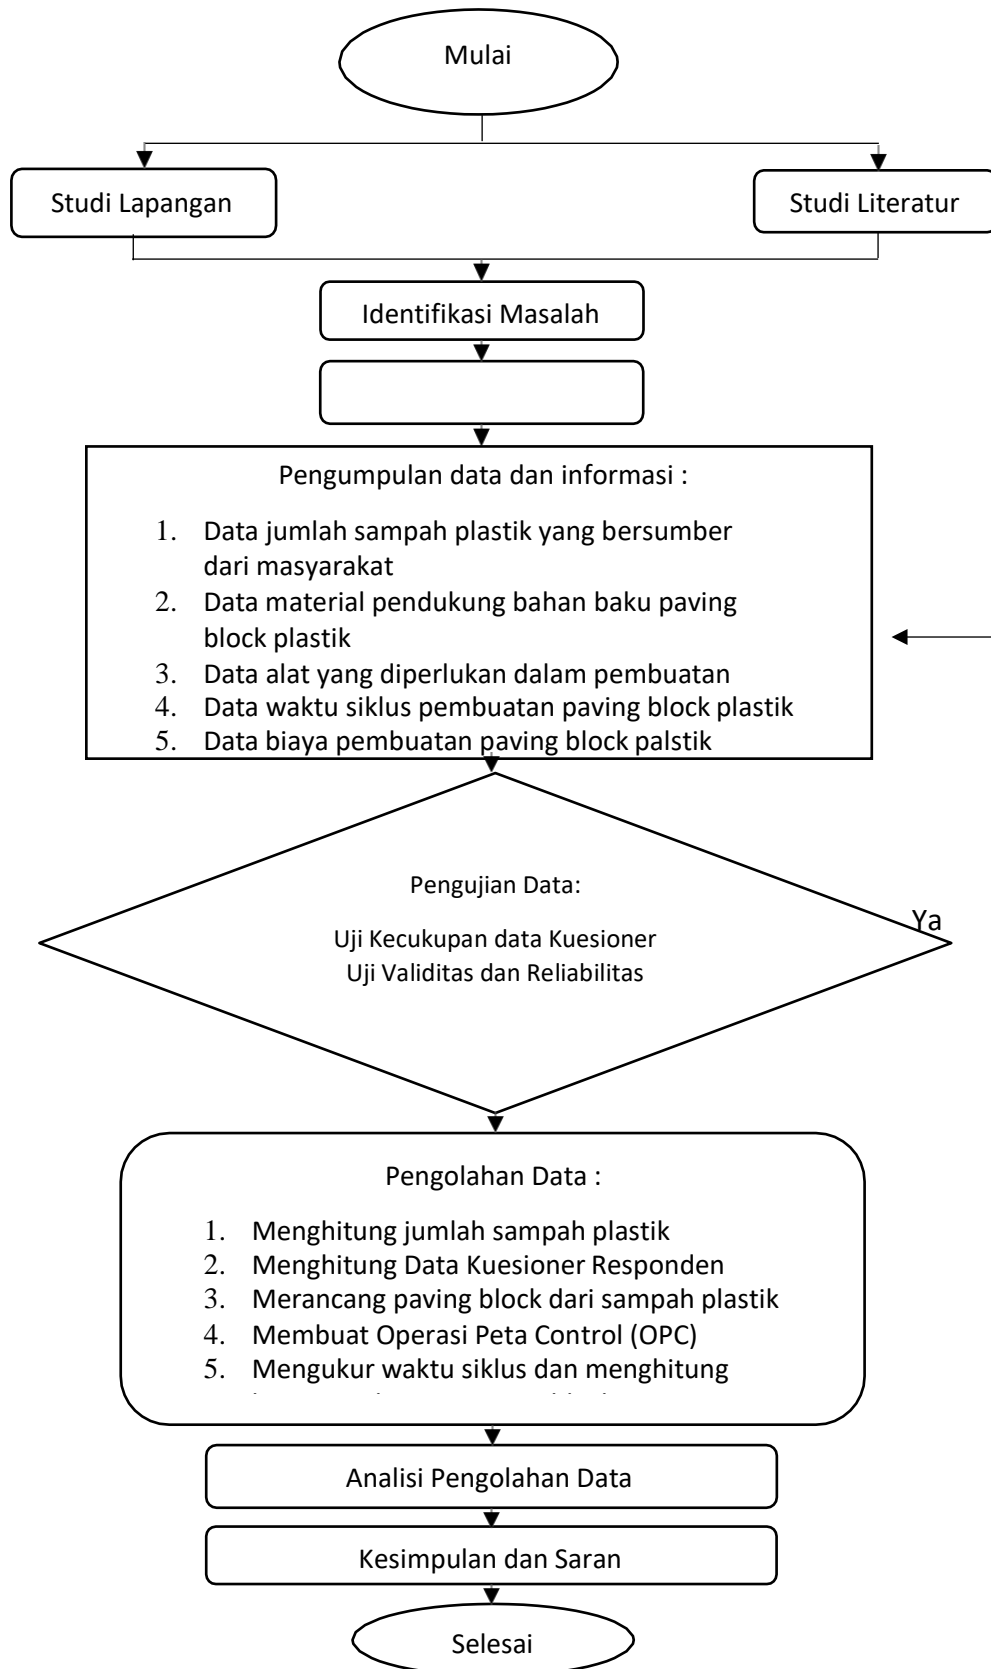 Mulai
Studi Lapangan
Studi Literatur
Identifikasi Masalah
Pengumpulan data dan informasi :
1. Data jumlah sampah plastik yang bersumber
dari masyarakat
2. Data material pendukung bahan baku paving
block plastik
3. Data alat yang diperlukan dalam pembuatan
4. Data waktu siklus pembuatan paving block plastik
5. Data biaya pembuatan paving block palstik
Pengujian Data:
Ya
Uji Kecukupan data Kuesioner
Uji Validitas dan Reliabilitas
Pengolahan Data :
1. Menghitung jumlah sampah plastik
2. Menghitung Data Kuesioner Responden
3. Merancang paving block dari sampah plastik
4. Membuat Operasi Peta Control (OPC)
5. Mengukur waktu siklus dan menghitung
Analisi Pengolahan Data
Kesimpulan dan Saran
Selesai